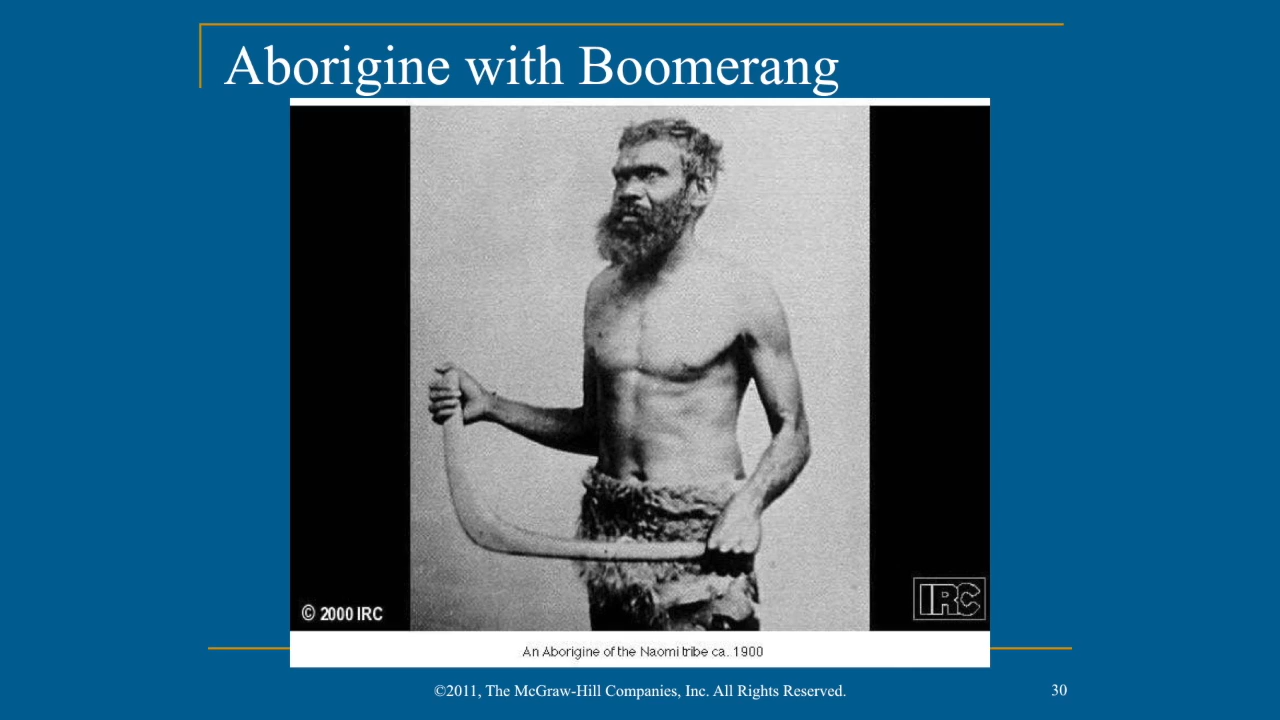 Aborigine with Boomerang
© 2000 IRC
IRC
An Aborigine of the Naomi tribe ca. 1900
©2011, The McGraw-Hill Companies, Inc. All Rights Reserved.
30